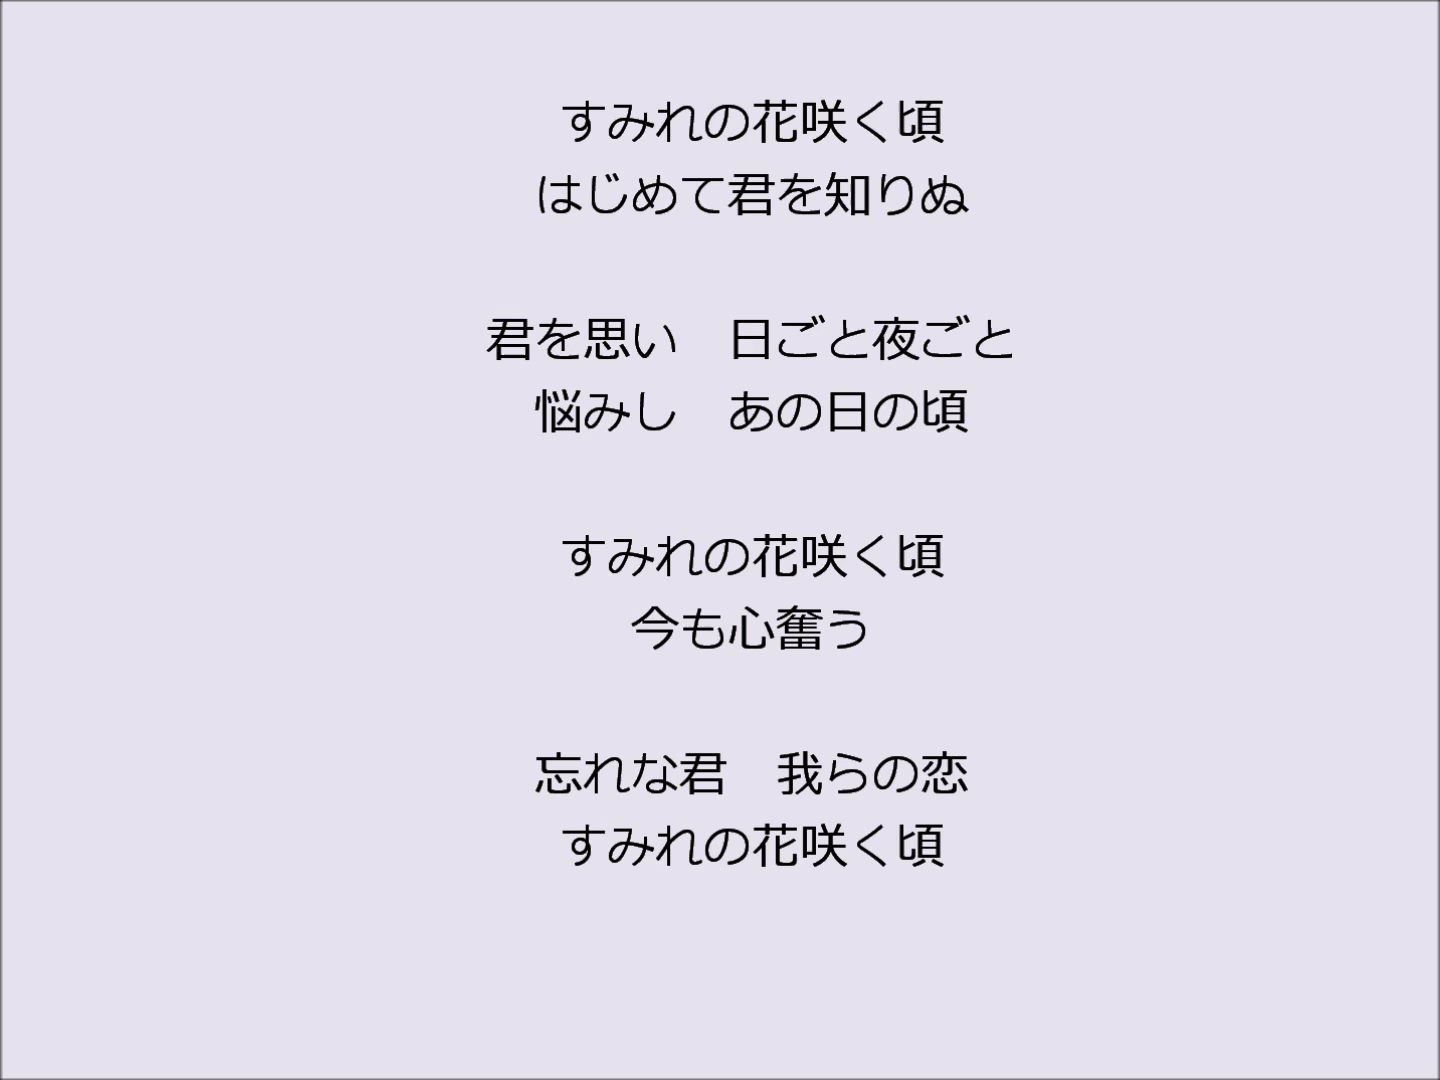 すみれの花咲く頃
はじめて君を知りぬ
君を思い　日ごと夜ごと
悩みし　あの日の頃
すみれの花咲く頃
今も心奮う
忘れな君　我らの恋
すみれの花咲く頃